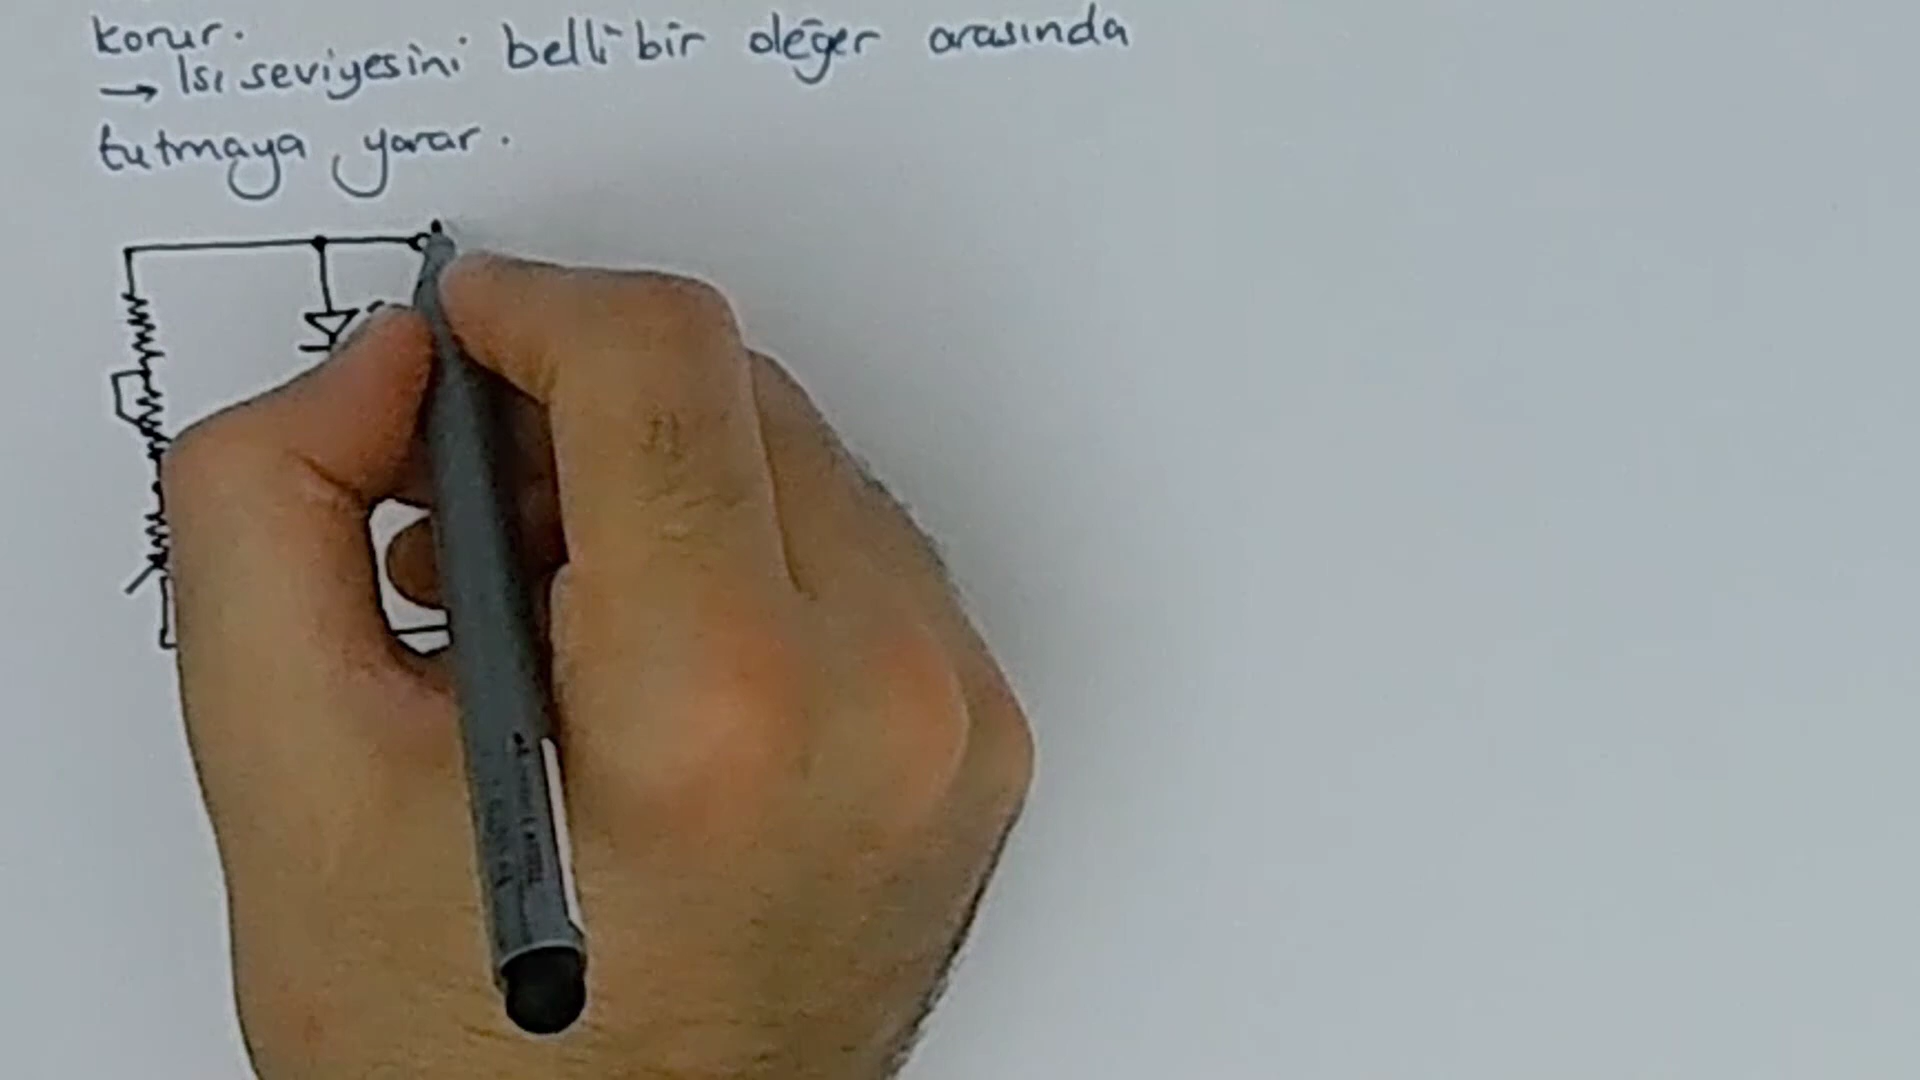 korur.
→ Isı seviyesini belli bir değer arasında
tutmaya yarar.